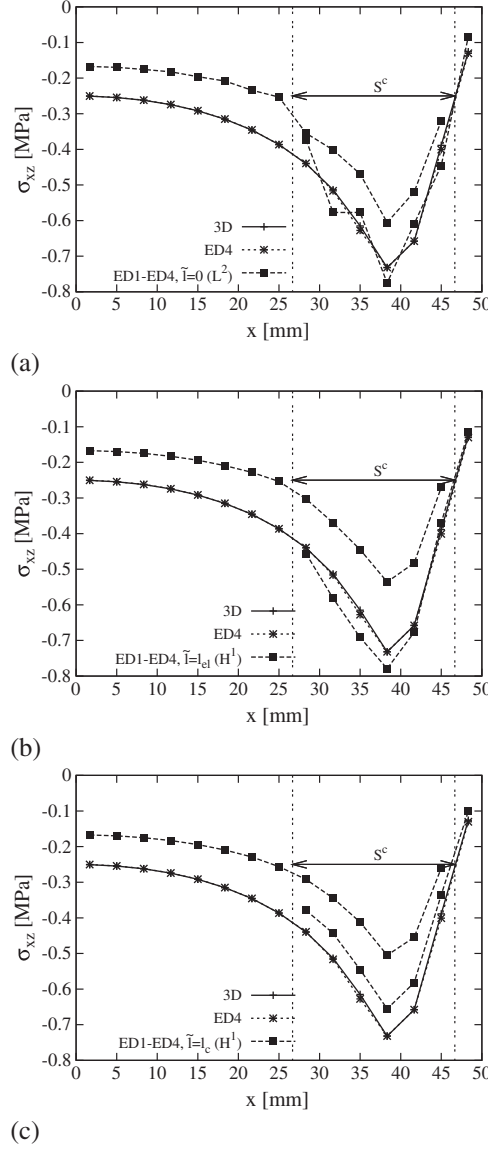 0
-0.1
-0.2
-0.3
-0.4
-0.5
-0.6
-0.7
-0.8
σxz [MPa]
S^c
3D
ED4
ED1-ED4, l̃=0 (L^2)
0 5 10 15 20 25 30 35 40 45 50
x [mm]
(a)
0
-0.1
-0.2
-0.3
-0.4
-0.5
-0.6
-0.7
-0.8
σxz [MPa]
S^c
3D
ED4
ED1-ED4, l̃=l_el (H^1)
0 5 10 15 20 25 30 35 40 45 50
x [mm]
(b)
0
-0.1
-0.2
-0.3
-0.4
-0.5
-0.6
-0.7
-0.8
σxz [MPa]
S^c
3D
ED4
ED1-ED4, l̃=l_c (H^1)
0 5 10 15 20 25 30 35 40 45 50
x [mm]
(c)